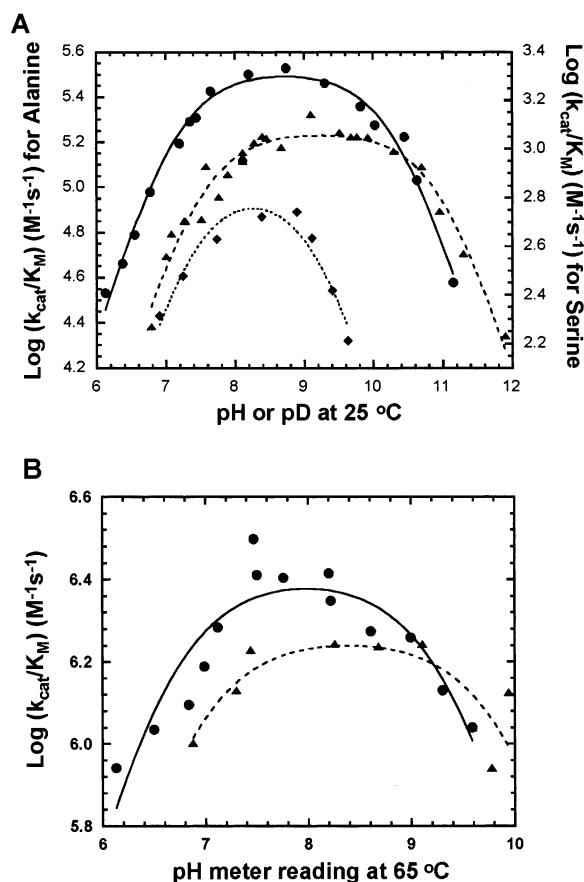 A
Log (kcat/KM) (M-1s-1) for Alanine
5.6
5.4
5.2
5.0
4.8
4.6
4.4
4.2
3.4
3.2
3.0
2.8
2.6
2.4
2.2
Log (kcat/KM) (M-1s-1) for Serine
6 7 8 9 10 11 12
pH or pD at 25 oC
B
Log (kcat/KM) (M-1s-1)
6.6
6.4
6.2
6.0
5.8
6 7 8 9 10
pH meter reading at 65 oC